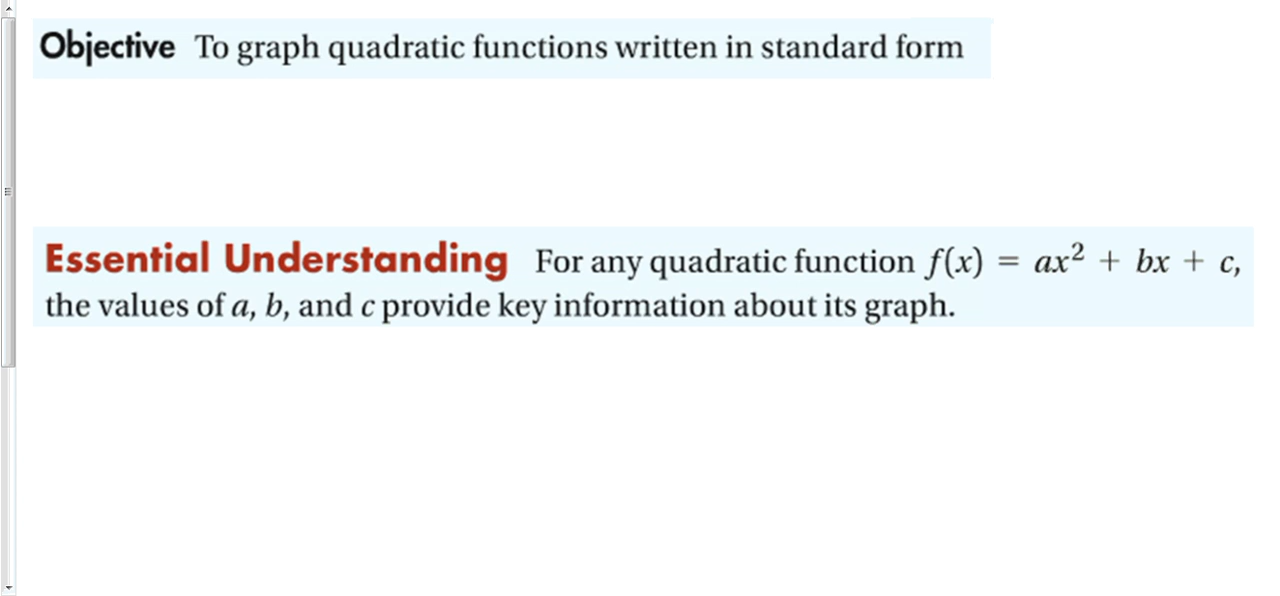 Objective To graph quadratic functions written in standard form
Essential Understanding For any quadratic function f(x) = ax² + bx + c,
the values of a, b, and c provide key information about its graph.